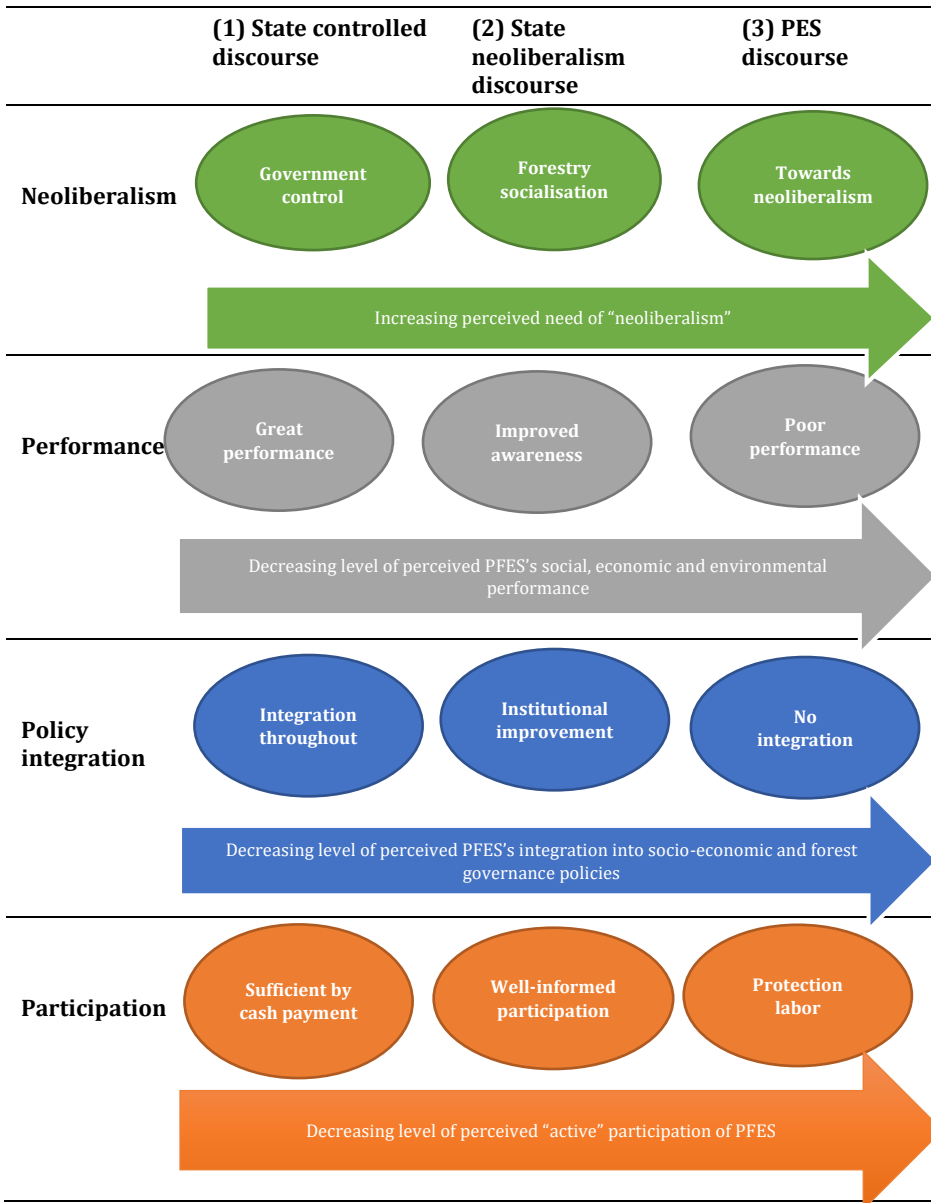 (1) State controlled
discourse
(2) State
neoliberalism
discourse
(3) PES
discourse
Neoliberalism
Government
control
Forestry
socialisation
Towards
neoliberalism
Increasing perceived need of “neoliberalism”
Performance
Great
performance
Improved
awareness
Poor
performance
Decreasing level of perceived PFES’s social, economic and environmental
performance
Policy
integration
Integration
throughout
Institutional
improvement
No
integration
Decreasing level of perceived PFES’s integration into socio-economic and forest
governance policies
Participation
Sufficient by
cash payment
Well-informed
participation
Protection
labor
Decreasing level of perceived “active” participation of PFES